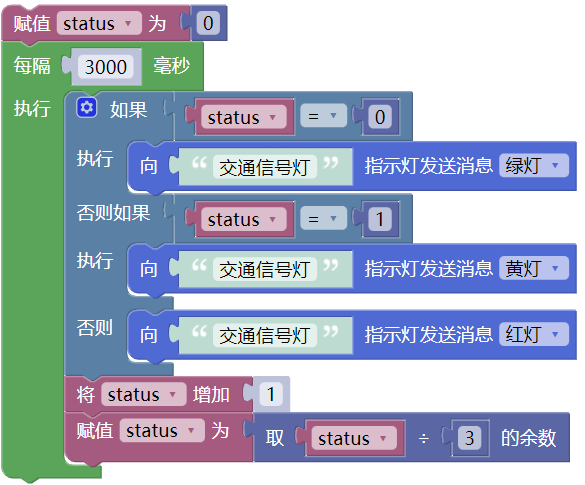 赋值 status 为 0
每隔 3000 毫秒
执行 如果 status = 0
执行 向 “ 交通信号灯 ” 指示灯发送消息 绿灯
否则如果 status = 1
执行 向 “ 交通信号灯 ” 指示灯发送消息 黄灯
否则 向 “ 交通信号灯 ” 指示灯发送消息 红灯
将 status 增加 1
赋值 status 为 取 status ÷ 3 的余数